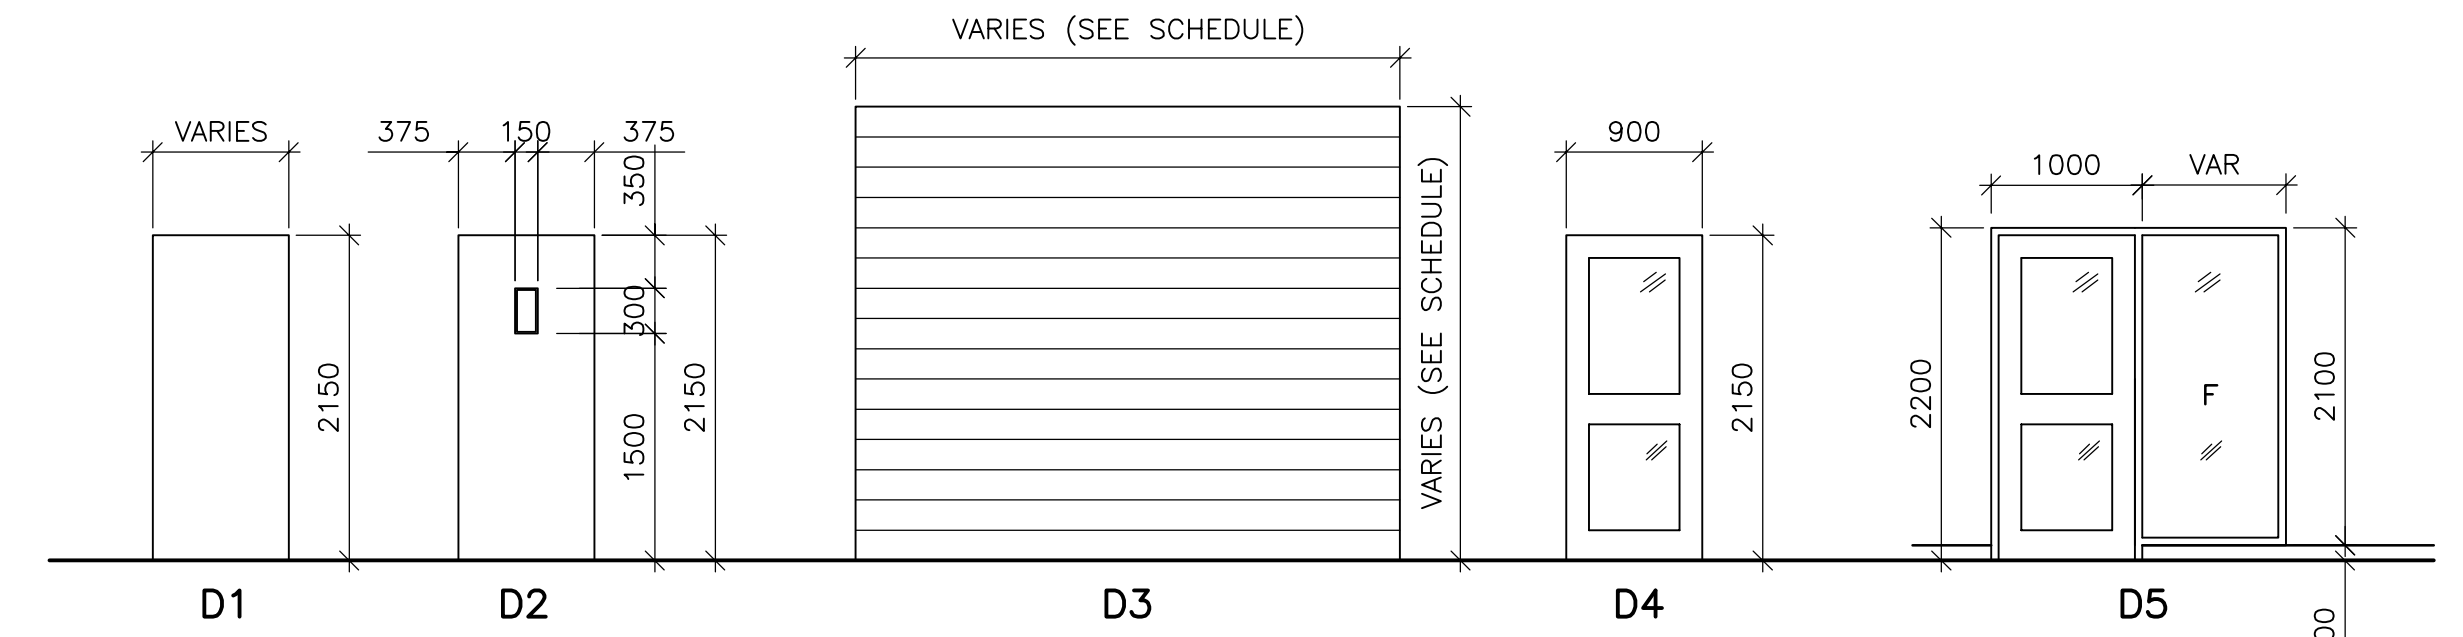 VARIES (SEE SCHEDULE)
VARIES
375
150
375
900
1000
VAR
350
300
1500
2150
2150
VARIES (SEE SCHEDULE)
2150
2200
F
2100
D1
D2
D3
D4
D5